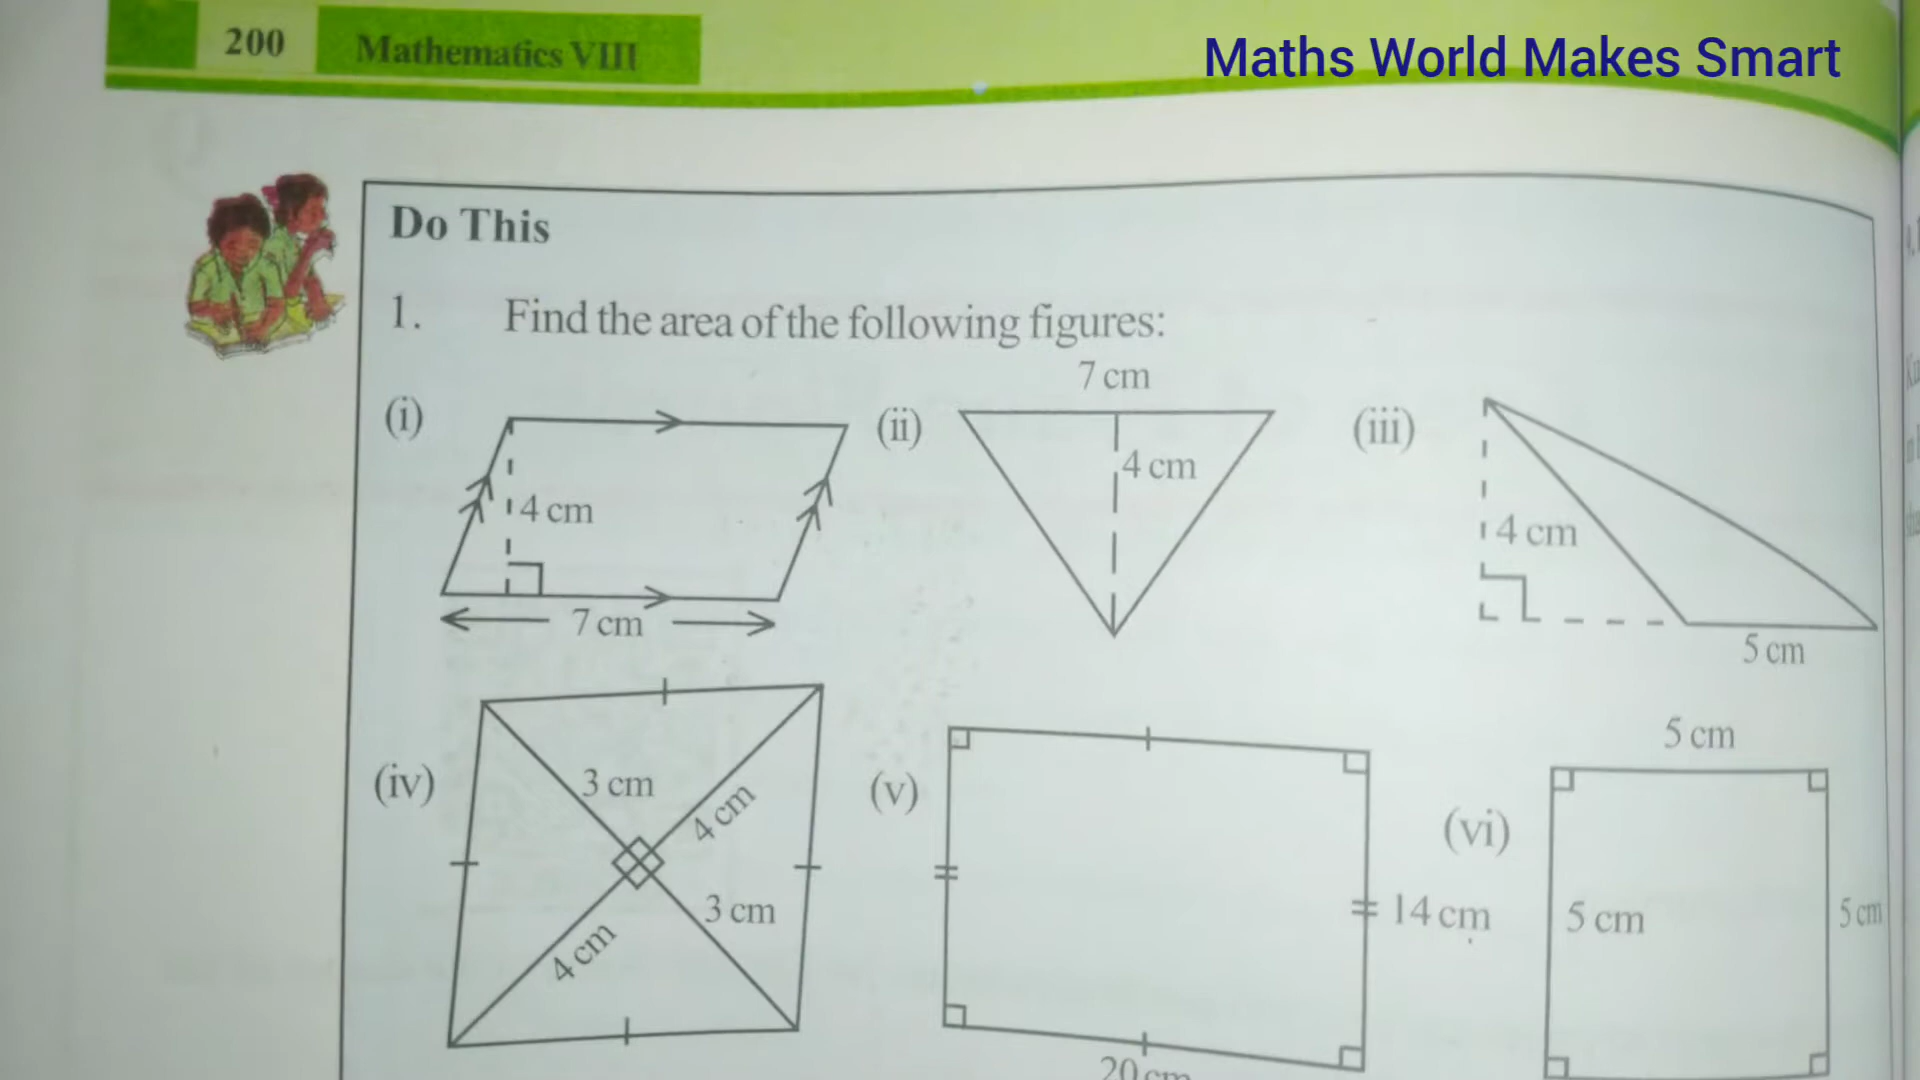 200 Mathematics VIII
Maths World Makes Smart
Do This
1. Find the area of the following figures:
(i)
4 cm
7 cm
(ii)
7 cm
4 cm
(iii)
4 cm
5 cm
(iv)
3 cm
4 cm
3 cm
4 cm
(v)
14 cm
20 cm
(vi)
5 cm
5 cm
5 cm